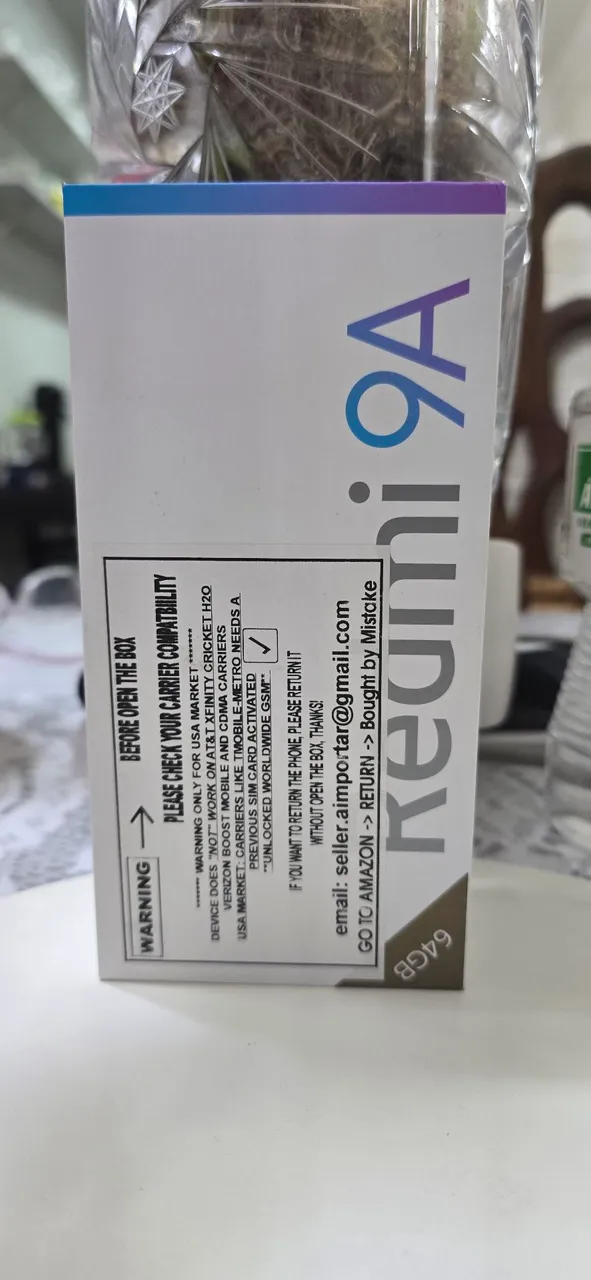 Redmi 9A
64GB
WARNING → BEFORE OPEN THE BOX
PLEASE CHECK YOUR CARRIER COMPATBILITY
******* WARNING ONLY FOR USA MARKET *******
DEVICE DOES "NOT" WORK ON AT&T XFINITY CRICKET H2O
VERIZON BOOST MOBILE AND CDMA CARRIERS
USA MARKET: CARRIERS LIKE TMOBILE-METRO NEEDS A
PREVIOUS SIM CARD ACTIVATED
**UNLOCKED WORLDWIDE GSM**
IF YOU WANT TO RETURN THE PHONE, PLEASE RETURN IT
WITHOUT OPEN THE BOX, THANKS!
email: seller.aimportar@gmail.com
GO TO AMAZON -> RETURN -> Bought by Mistake